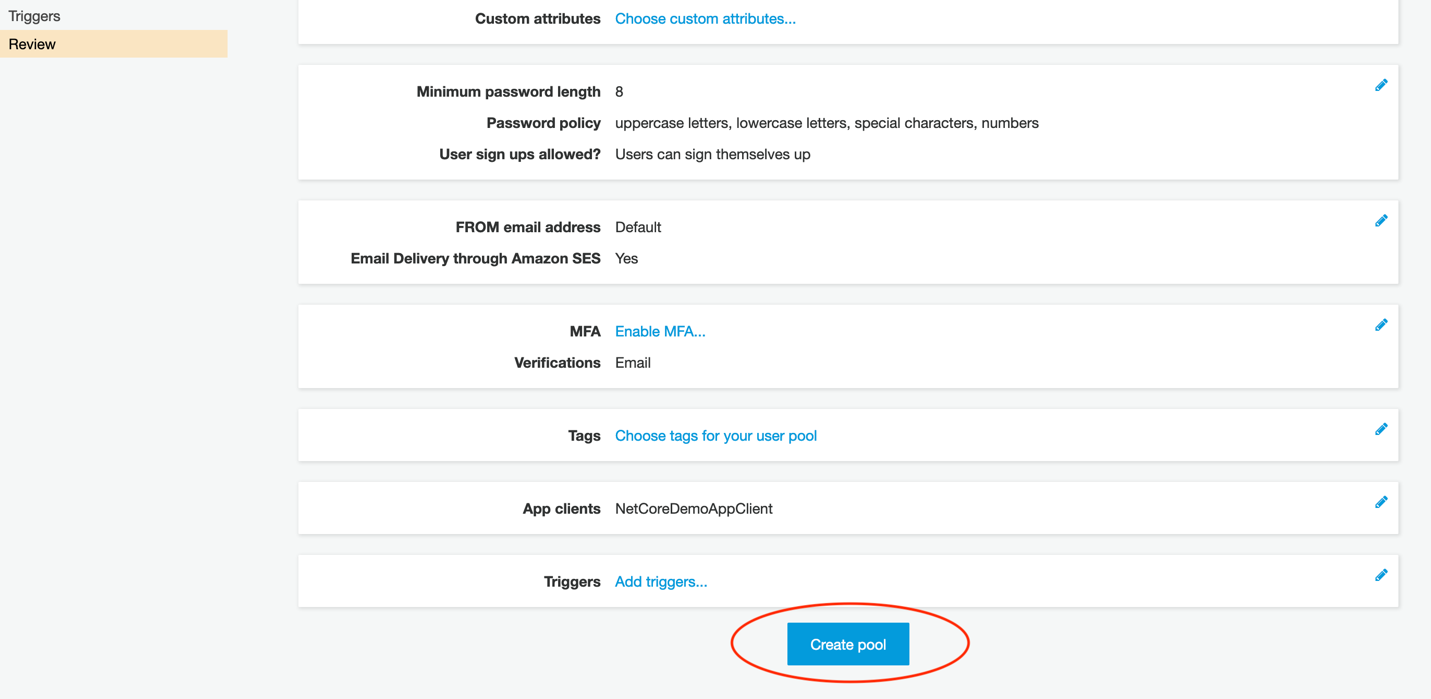 Triggers
Review
Custom attributes Choose custom attributes...
Minimum password length 8
Password policy uppercase letters, lowercase letters, special characters, numbers
User sign ups allowed? Users can sign themselves up
FROM email address Default
Email Delivery through Amazon SES Yes
MFA Enable MFA...
Verifications Email
Tags Choose tags for your user pool
App clients NetCoreDemoAppClient
Triggers Add triggers...
Create pool